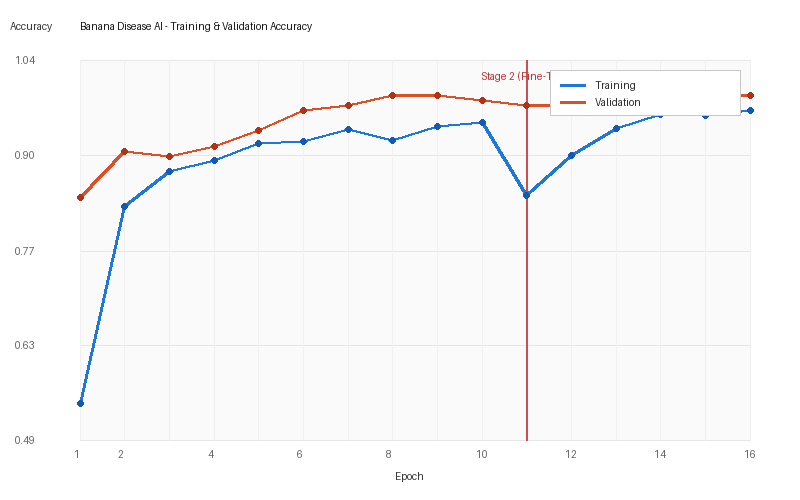 Accuracy
Banana Disease AI - Training & Validation Accuracy
1.04
Stage 2 (Fine-T
Training
Validation
0.90
0.77
0.63
0.49
1 2 4 6 8 10 12 14 16
Epoch